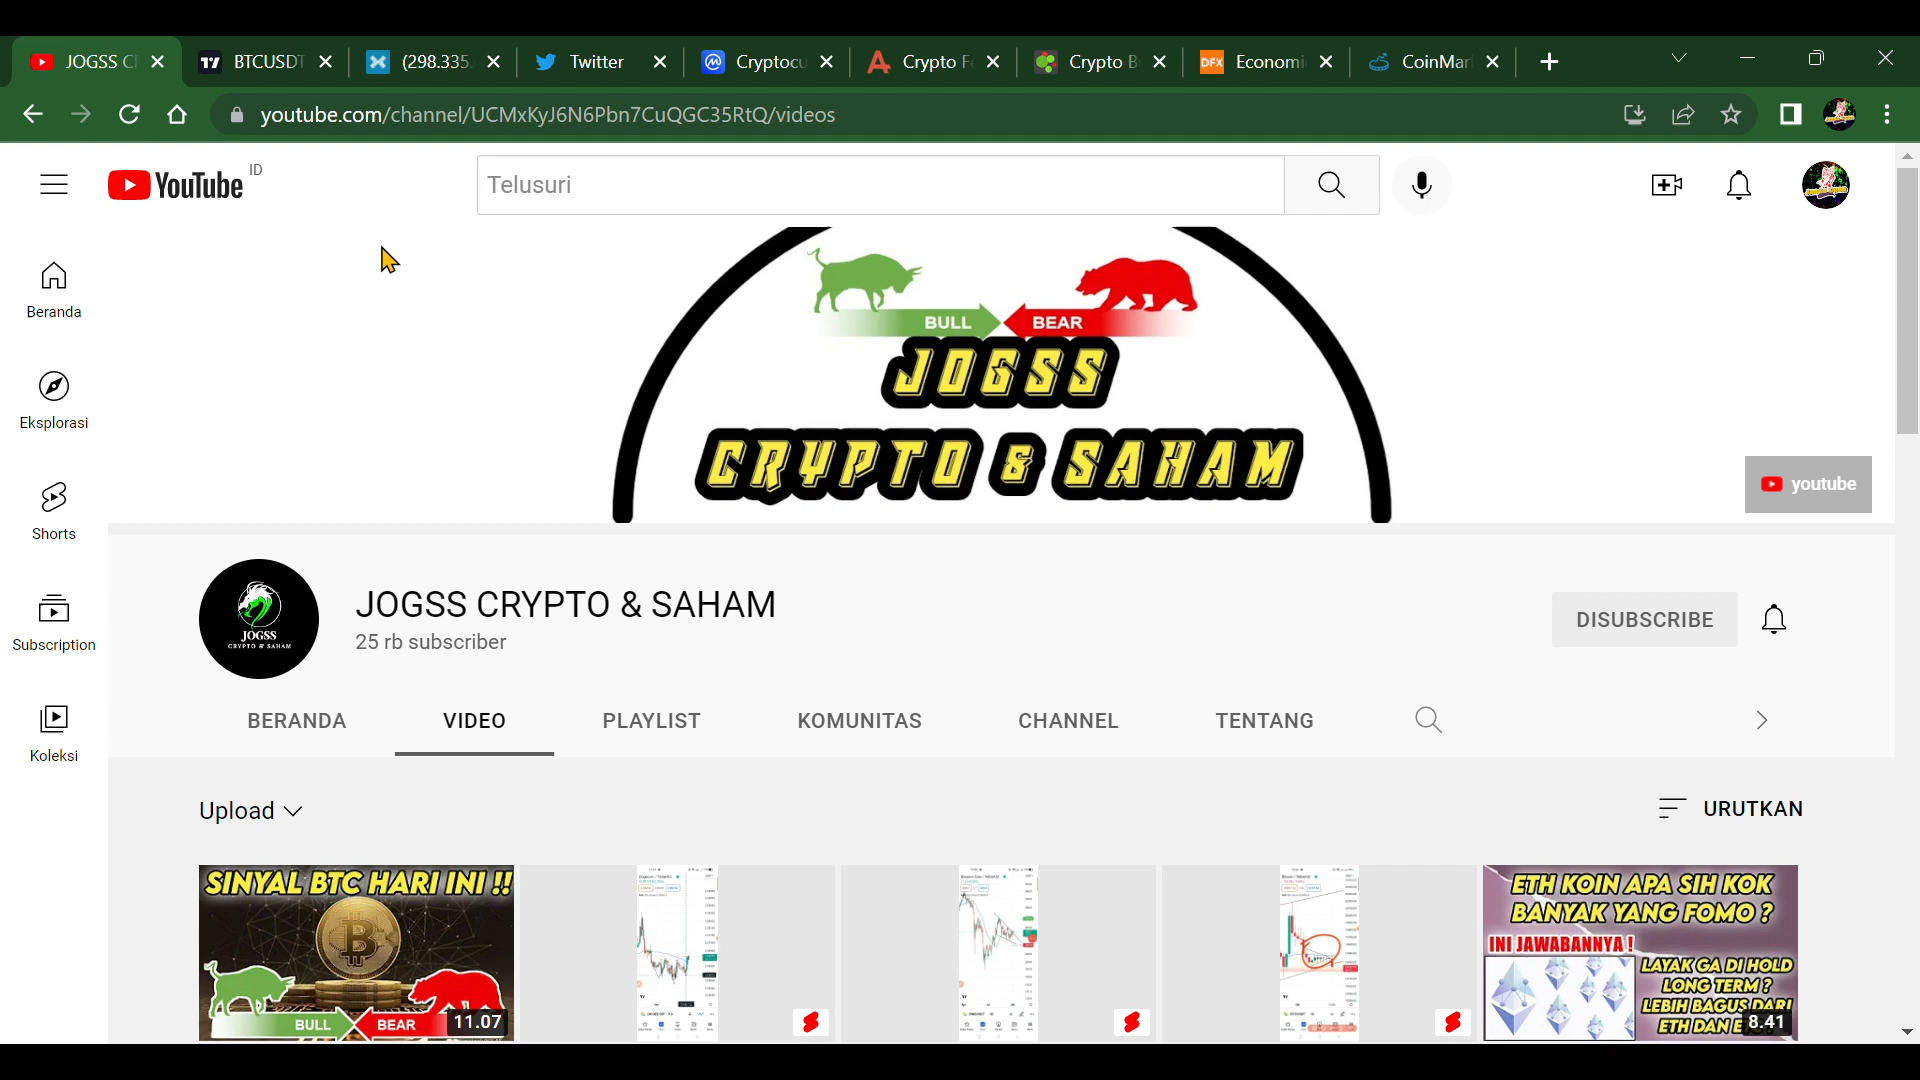 JOGSS C
BTCUSDT
(298.335.
Twitter
Cryptocu
Crypto F
Crypto B
Economi
CoinMar
youtube.com/channel/UCMxKyJ6N6Pbn7CuQGC35RtQ/videos
YouTube ID
Telusuri
Beranda
Eksplorasi
Shorts
Subscription
Koleksi
BULL BEAR
JOGSS
CRYPTO & SAHAM
youtube
JOGSS
CRYPTO & SAHAM
JOGSS CRYPTO & SAHAM
25 rb subscriber
DISUBSCRIBE
BERANDA VIDEO PLAYLIST KOMUNITAS CHANNEL TENTANG
Upload
URUTKAN
SINYAL BTC HARI INI !!
BULL BEAR
11.07
ETH KOIN APA SIH KOK
BANYAK YANG FOMO ?
INI JAWABANNYA !
LAYAK GA DI HOLD
LONG TERM ?
LEBIH BAGUS DARI
ETH DAN
8.41